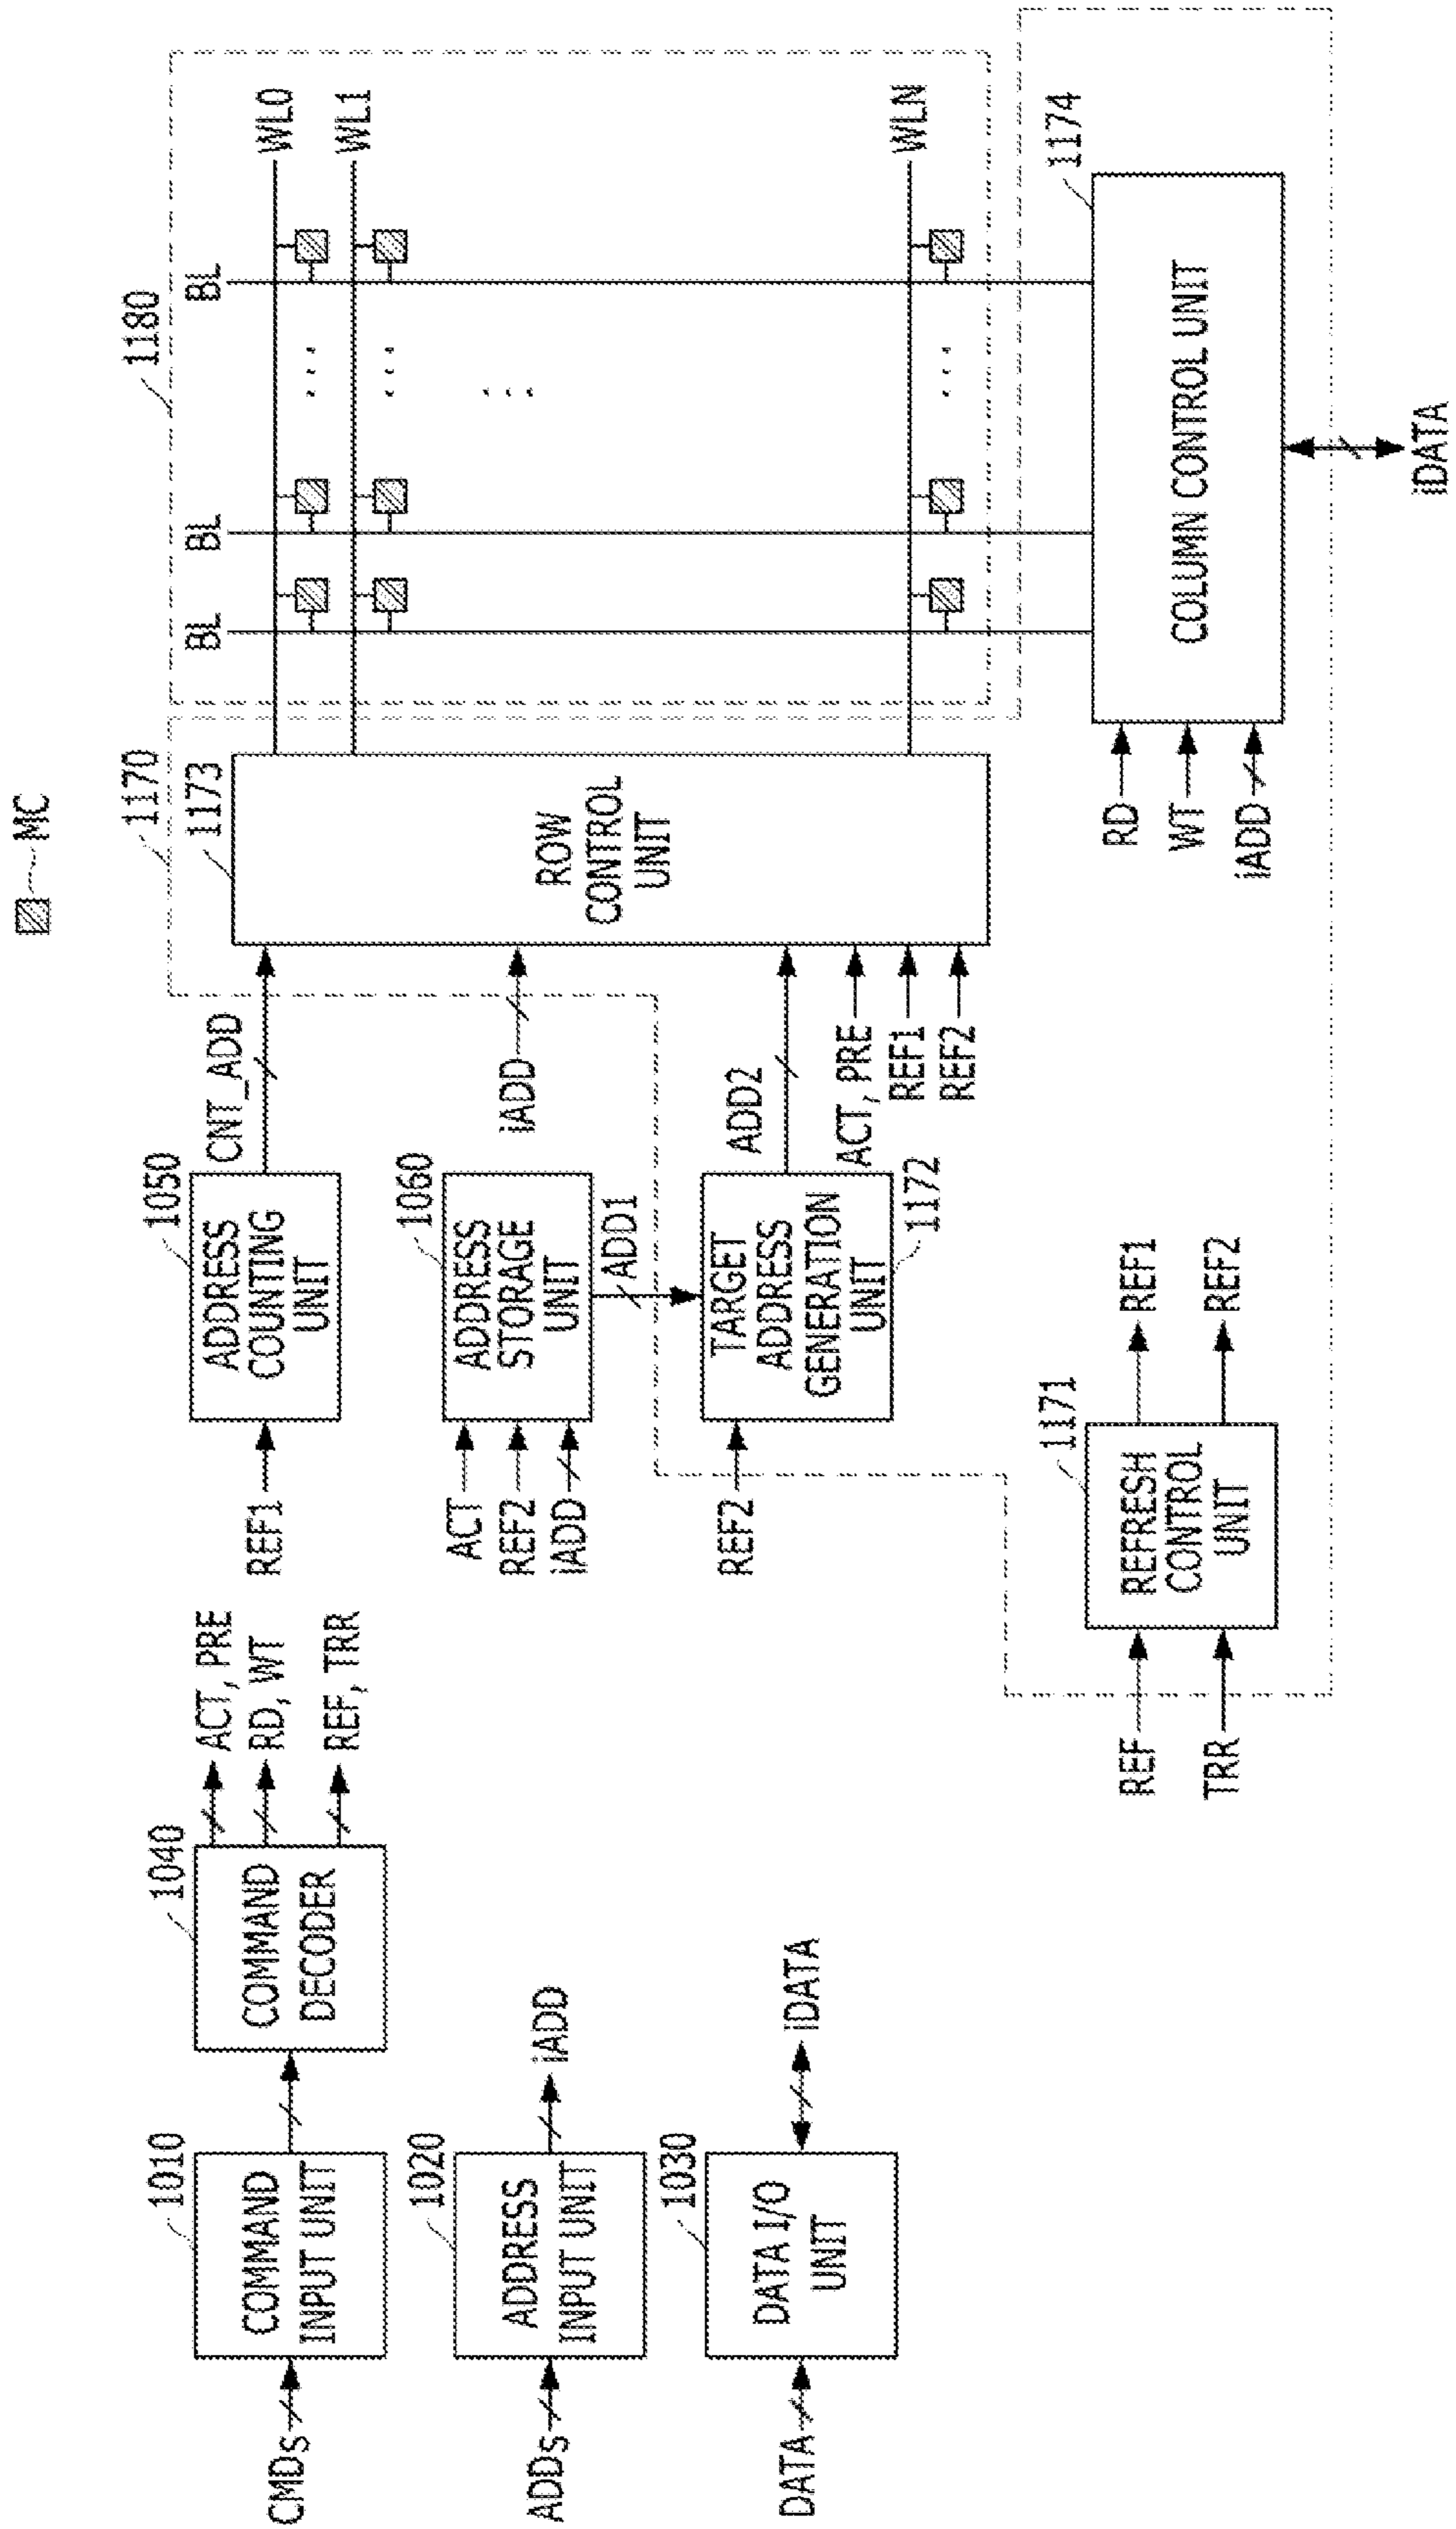 MC
CMDs
1010
COMMAND
INPUT UNIT
1040
COMMAND
DECODER
ACT, PRE
RD, WT
REF, TRR
ADDs
1020
ADDRESS
INPUT UNIT
iADD
DATA
1030
DATA I/O
UNIT
iDATA
REF1
1050
ADDRESS
COUNTING
UNIT
CNT_ADD
ACT
REF2
iADD
1060
ADDRESS
STORAGE
UNIT
ADD1
iADD
REF2
TARGET
ADDRESS
GENERATION
UNIT
1172
ADD2
ACT, PRE
REF1
REF2
1170
1173
ROW
CONTROL
UNIT
1180
BL
BL
BL
WL0
WL1
WLN
. . .
. . .
. . .
. . .
REF
TRR
1171
REFRESH
CONTROL
UNIT
REF1
REF2
RD
WT
iADD
1174
COLUMN CONTROL UNIT
iDATA